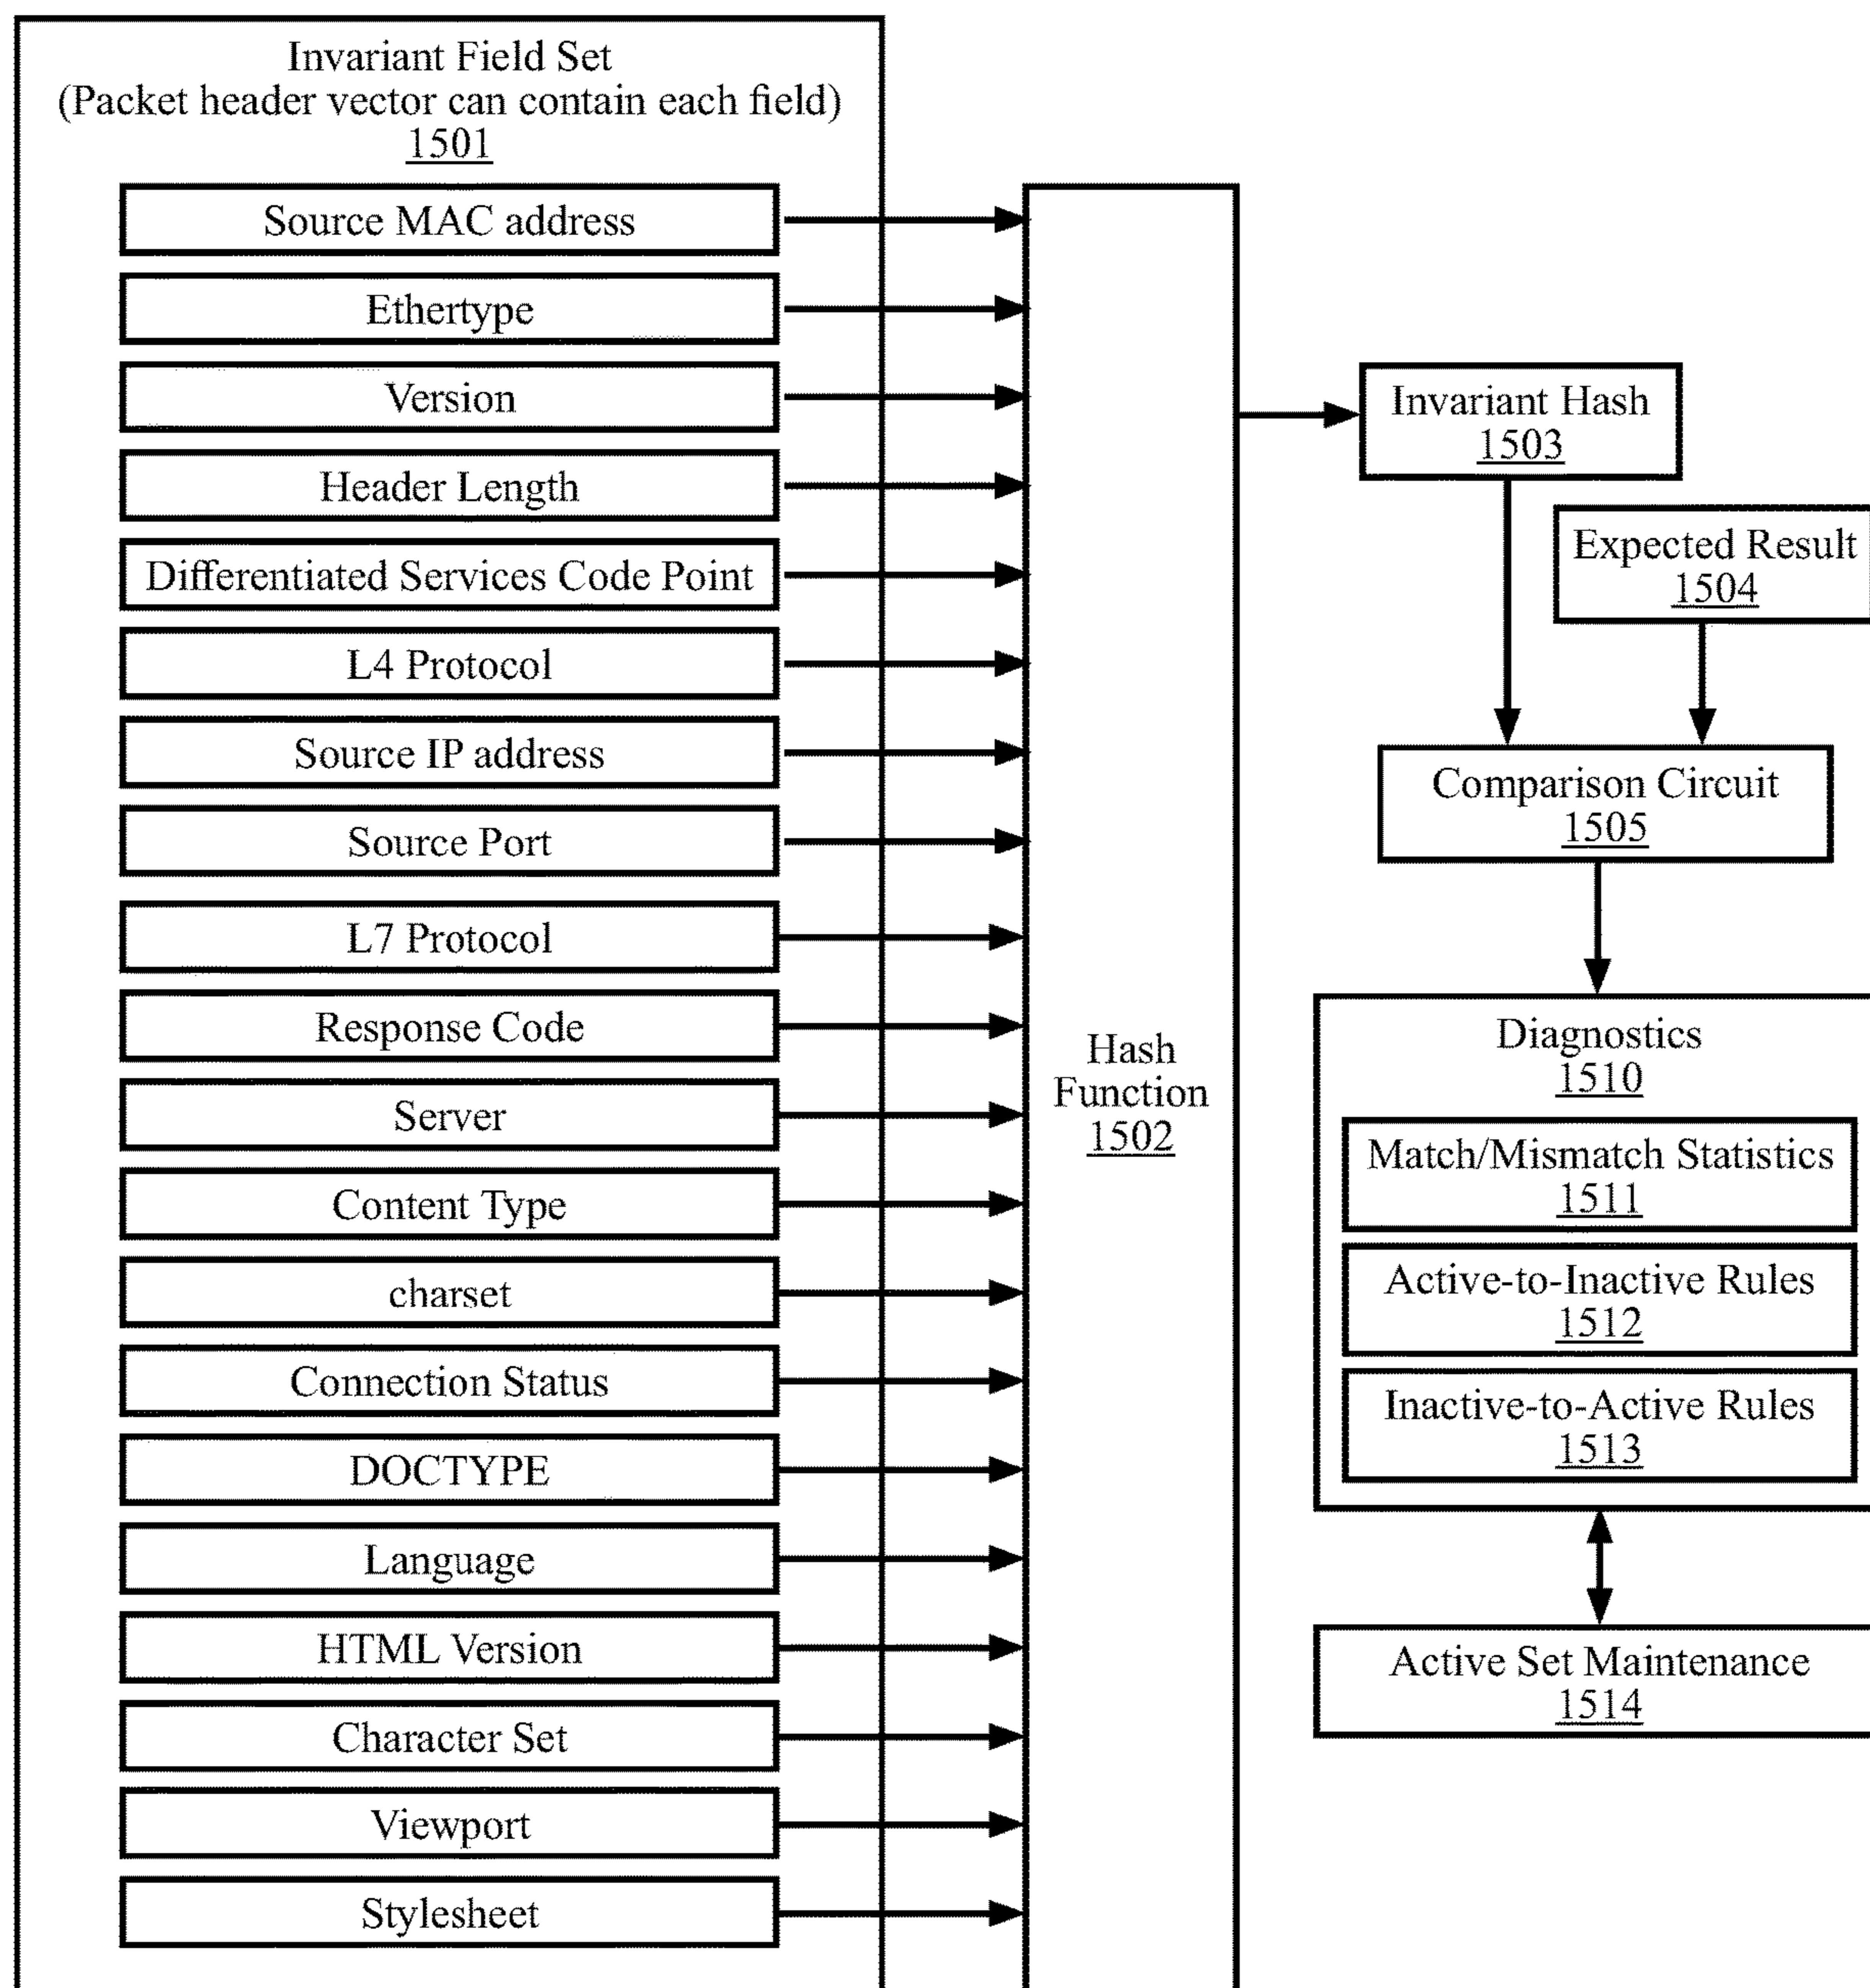 Invariant Field Set
(Packet header vector can contain each field)
1501
Source MAC address
Ethertype
Version
Header Length
Differentiated Services Code Point
L4 Protocol
Source IP address
Source Port
L7 Protocol
Response Code
Server
Content Type
charset
Connection Status
DOCTYPE
Language
HTML Version
Character Set
Viewport
Stylesheet
Hash
Function
1502
Invariant Hash
1503
Expected Result
1504
Comparison Circuit
1505
Diagnostics
1510
Match/Mismatch Statistics
1511
Active-to-Inactive Rules
1512
Inactive-to-Active Rules
1513
Active Set Maintenance
1514